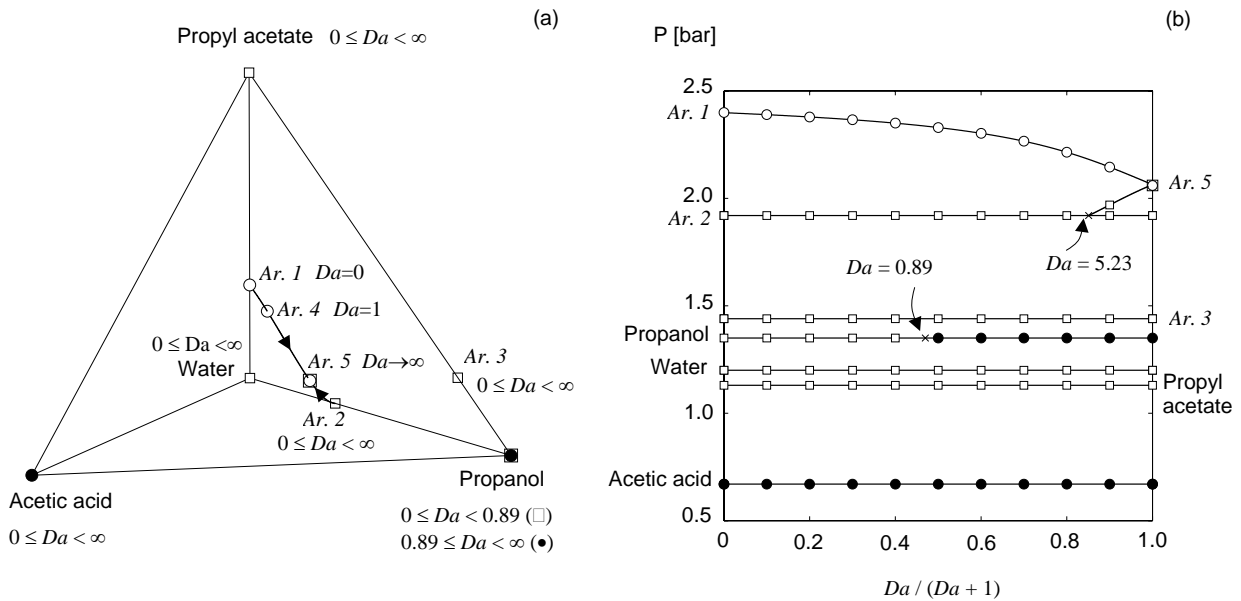 (a)
Propyl acetate 0 ≤ Da < ∞
Ar. 1 Da=0
Ar. 4 Da=1
0 ≤ Da <∞
Water
Ar. 5 Da→∞
Ar. 3
0 ≤ Da < ∞
Ar. 2
0 ≤ Da < ∞
Acetic acid
0 ≤ Da < ∞
Propanol
0 ≤ Da < 0.89 (□)
0.89 ≤ Da < ∞ (●)
(b)
P [bar]
2.5
Ar. 1
2.0
Ar. 5
Ar. 2
Da = 0.89
Da = 5.23
1.5
Ar. 3
Propanol
Water
Propyl
acetate
1.0
Acetic acid
0.5
0 0.2 0.4 0.6 0.8 1.0
Da / (Da + 1)